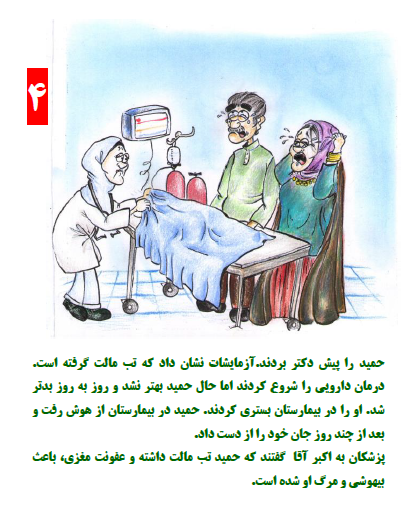 ۴
حمید را پیش دکتر بردند.آزمایشات نشان داد که تب مالت گرفته است.
درمان دارویی را شروع کردند اما حال حمید بهتر نشد و روز به روز بدتر
شد. او را در بیمارستان بستری کردند. حمید در بیمارستان از هوش رفت و
بعد از چند روز جان خود را از دست داد.
پزشکان به اکبر آقا گفتند که حمید تب مالت داشته و عفونت مغزی، باعث
بیهوشی و مرگ او شده است.